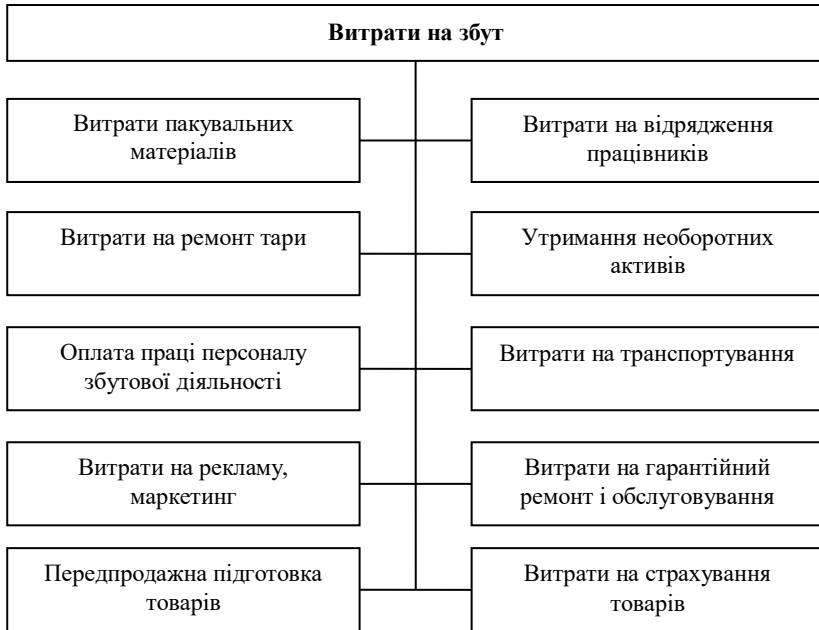 Витрати на збут
Витрати пакувальних
матеріалів
Витрати на відрядження
працівників
Витрати на ремонт тари
Утримання необоротних
активів
Оплата праці персоналу
збутової діяльності
Витрати на транспортування
Витрати на рекламу,
маркетинг
Витрати на гарантійний
ремонт і обслуговування
Передпродажна підготовка
товарів
Витрати на страхування
товарів